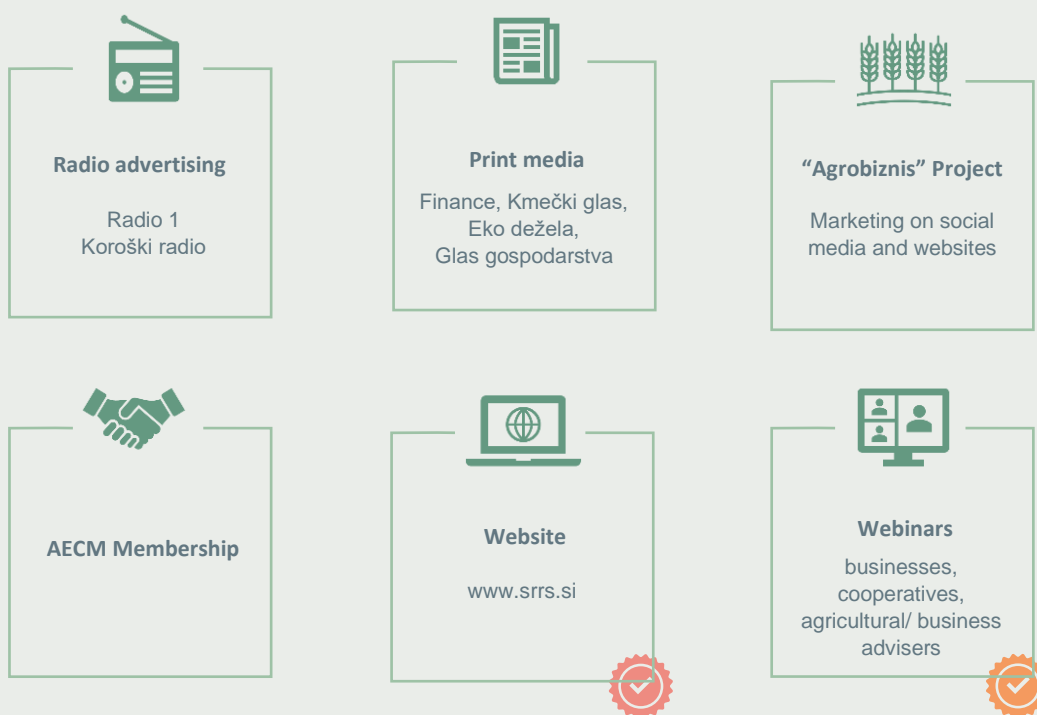 Radio advertising
Radio 1
Koroški radio
Print media
Finance, Kmečki glas,
Eko dežela,
Glas gospodarstva
“Agrobiznis” Project
Marketing on social
media and websites
AECM Membership
Website
www.srrs.si
Webinars
businesses,
cooperatives,
agricultural/ business
advisers